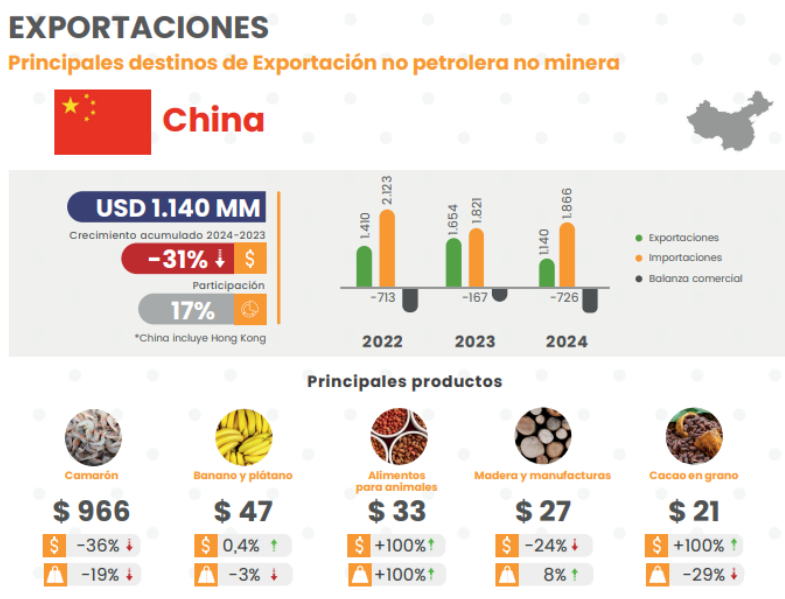 EXPORTACIONES
Principales destinos de Exportación no petrolera no minera
China
USD 1.140 MM
Crecimiento acumulado 2024-2023
-31% $
Participación
17%
*China incluye Hong Kong
1.410 2.123 1.654 1.821 1.140 1.866
-713 -167 -726
2022 2023 2024
Exportaciones
Importaciones
Balanza comercial
Principales productos
Camarón Banano y plátano Alimentos para animales Madera y manufacturas Cacao en grano
$ 966 $ 47 $ 33 $ 27 $ 21
$ -36% $ 0,4% $ +100% $ -24% $ +100%
-19% -3% +100% 8% -29%